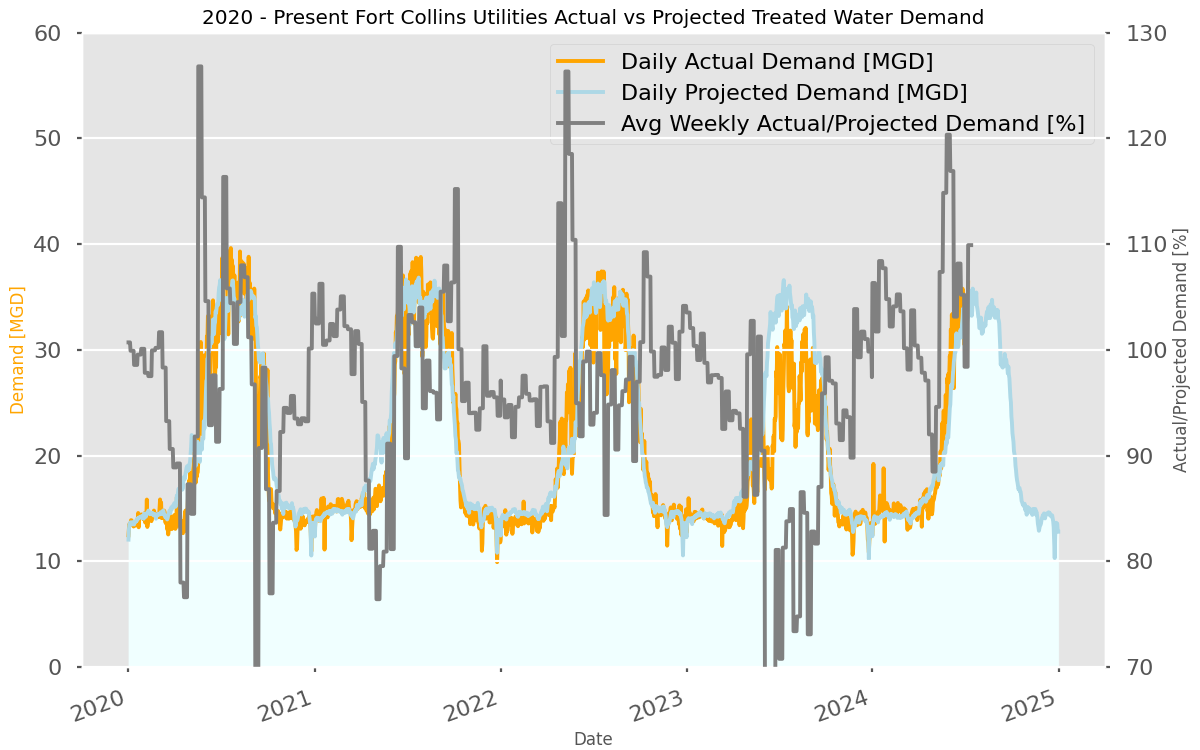 2020 - Present Fort Collins Utilities Actual vs Projected Treated Water Demand
60
50
40
30
20
10
0
Demand [MGD]
Daily Actual Demand [MGD]
Daily Projected Demand [MGD]
Avg Weekly Actual/Projected Demand [%]
130
120
110
100
90
80
70
Actual/Projected Demand [%]
2020
2021
2022
2023
2024
2025
Date